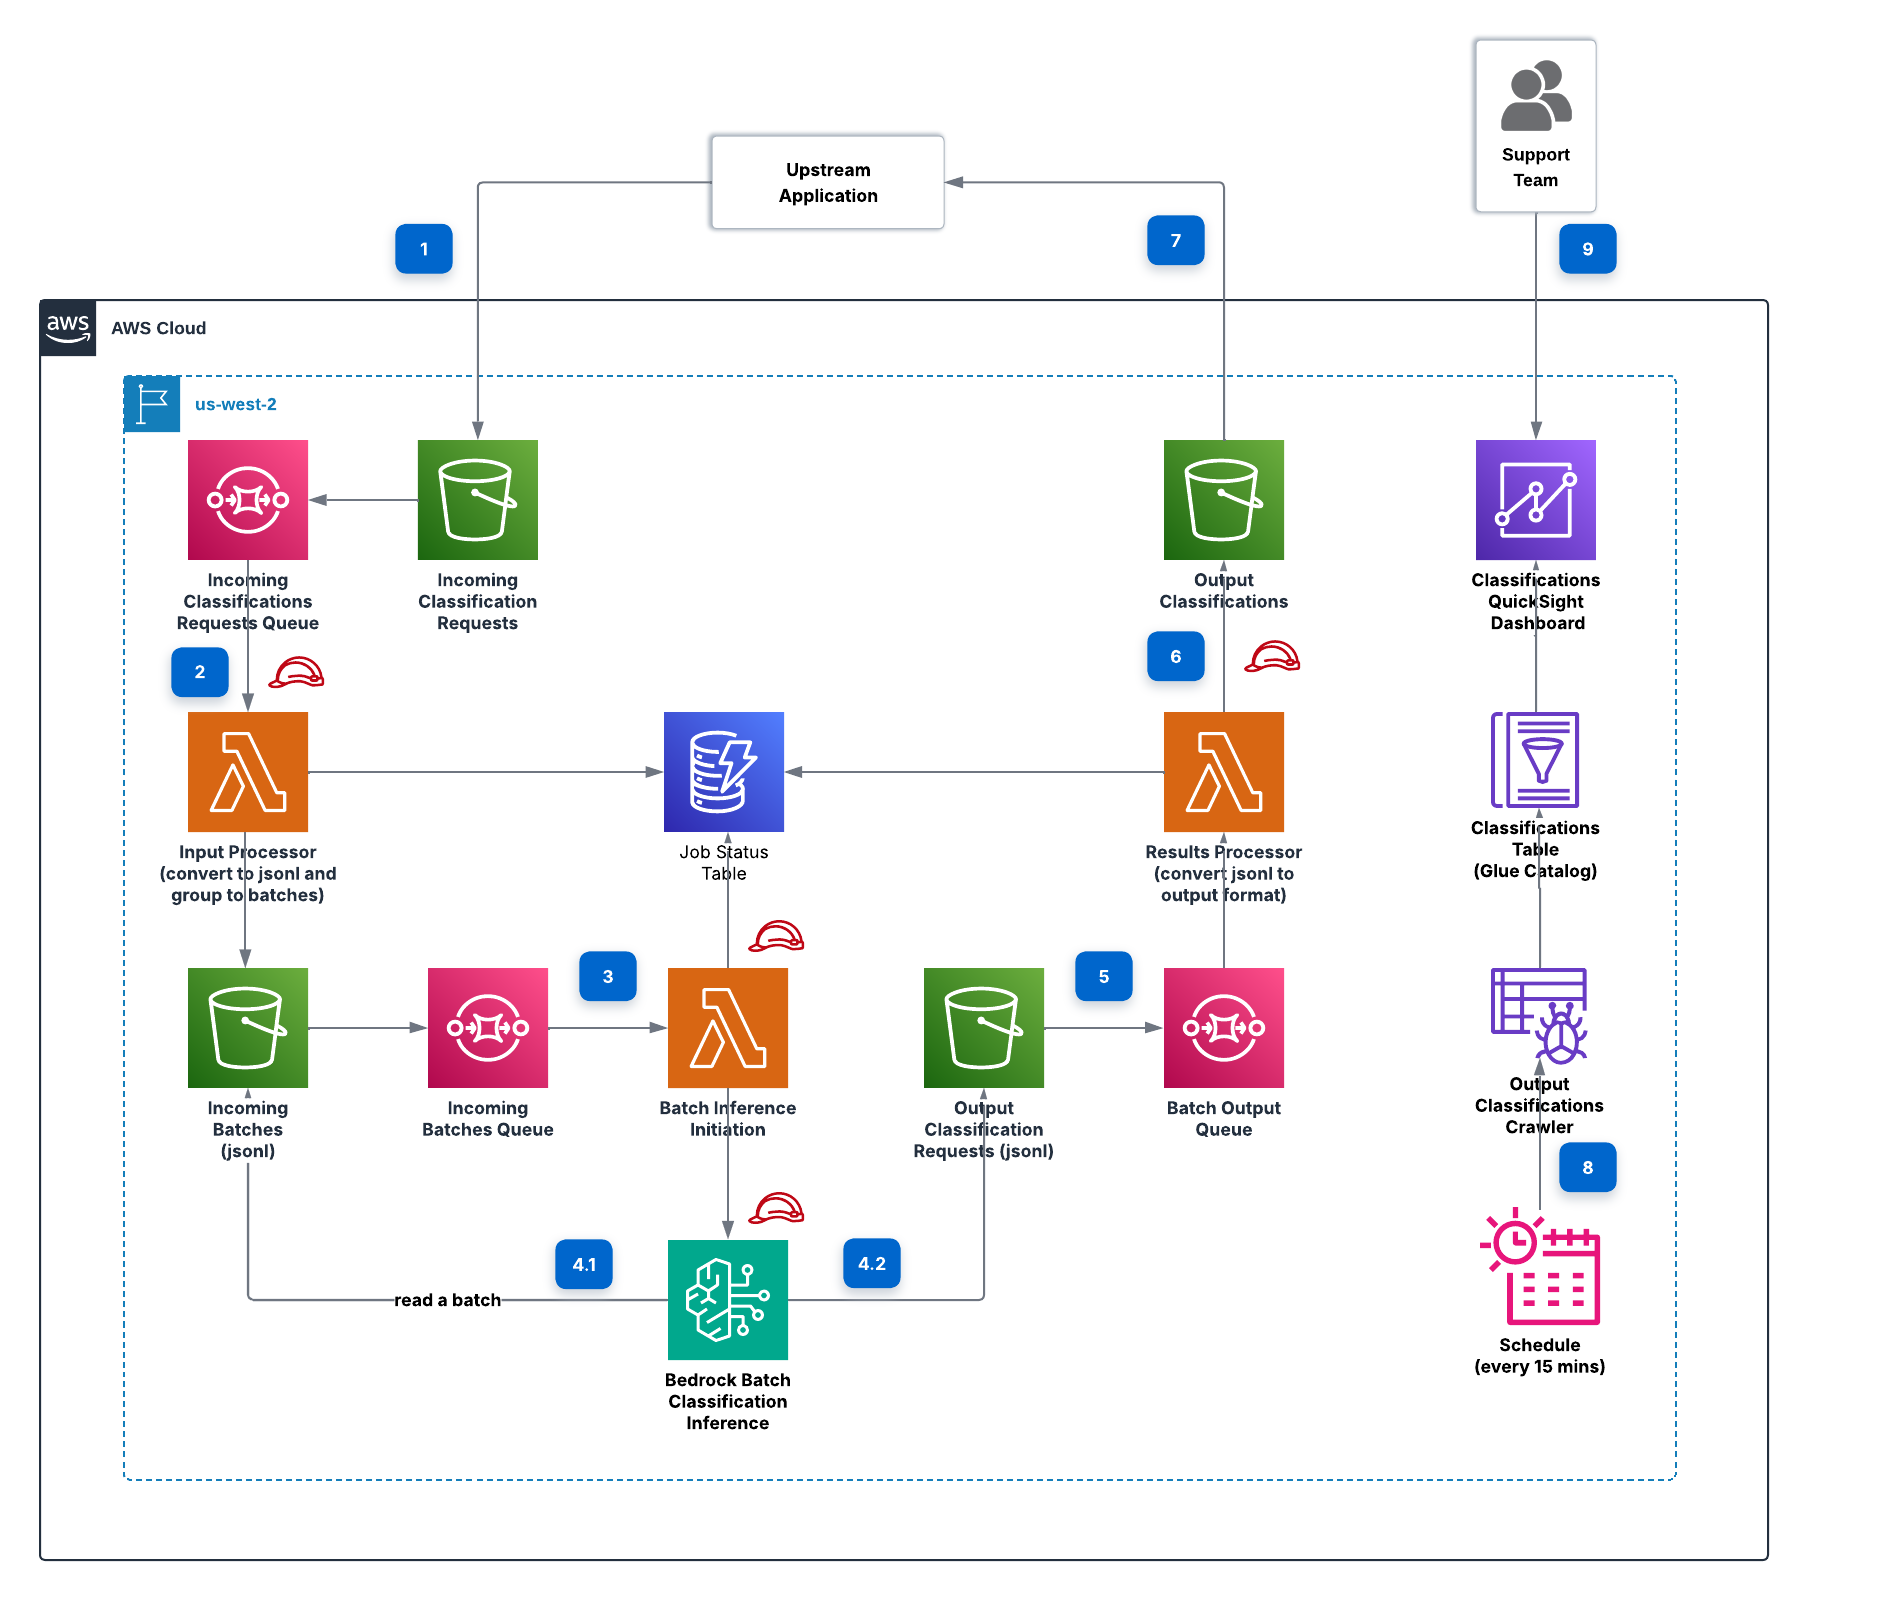 Support
Team
Upstream
Application
1
7
9
aws
AWS Cloud
us-west-2
Incoming
Classifications
Requests Queue
Incoming
Classification
Requests
Output
Classifications
Classifications
QuickSight
Dashboard
2
6
Input Processor
(convert to jsonl and
group to batches)
Job Status
Table
Results Processor
(convert jsonl to
output format)
Classifications
Table
(Glue Catalog)
3
5
Incoming
Batches
(jsonl)
Incoming
Batches Queue
Batch Inference
Initiation
Output
Classification
Requests (jsonl)
Batch Output
Queue
Output
Classifications
Crawler
8
4.1
4.2
read a batch
Bedrock Batch
Classification
Inference
Schedule
(every 15 mins)